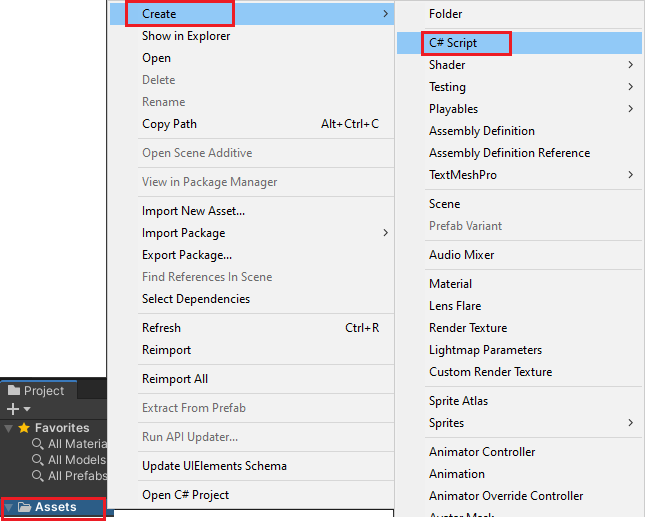 Create
Show in Explorer
Open
Delete
Rename
Copy Path Alt+Ctrl+C
Open Scene Additive
View in Package Manager
Import New Asset...
Import Package
Export Package...
Find References In Scene
Select Dependencies
Refresh Ctrl+R
Reimport
Reimport All
Extract From Prefab
Run API Updater...
Update UIElements Schema
Open C# Project
Folder
C# Script
Shader
Testing
Playables
Assembly Definition
Assembly Definition Reference
TextMeshPro
Scene
Prefab Variant
Audio Mixer
Material
Lens Flare
Render Texture
Lightmap Parameters
Custom Render Texture
Sprite Atlas
Sprites
Animator Controller
Animation
Animator Override Controller
Avatar Mask
Project
Favorites
All Materia
All Models
All Prefabs
Assets